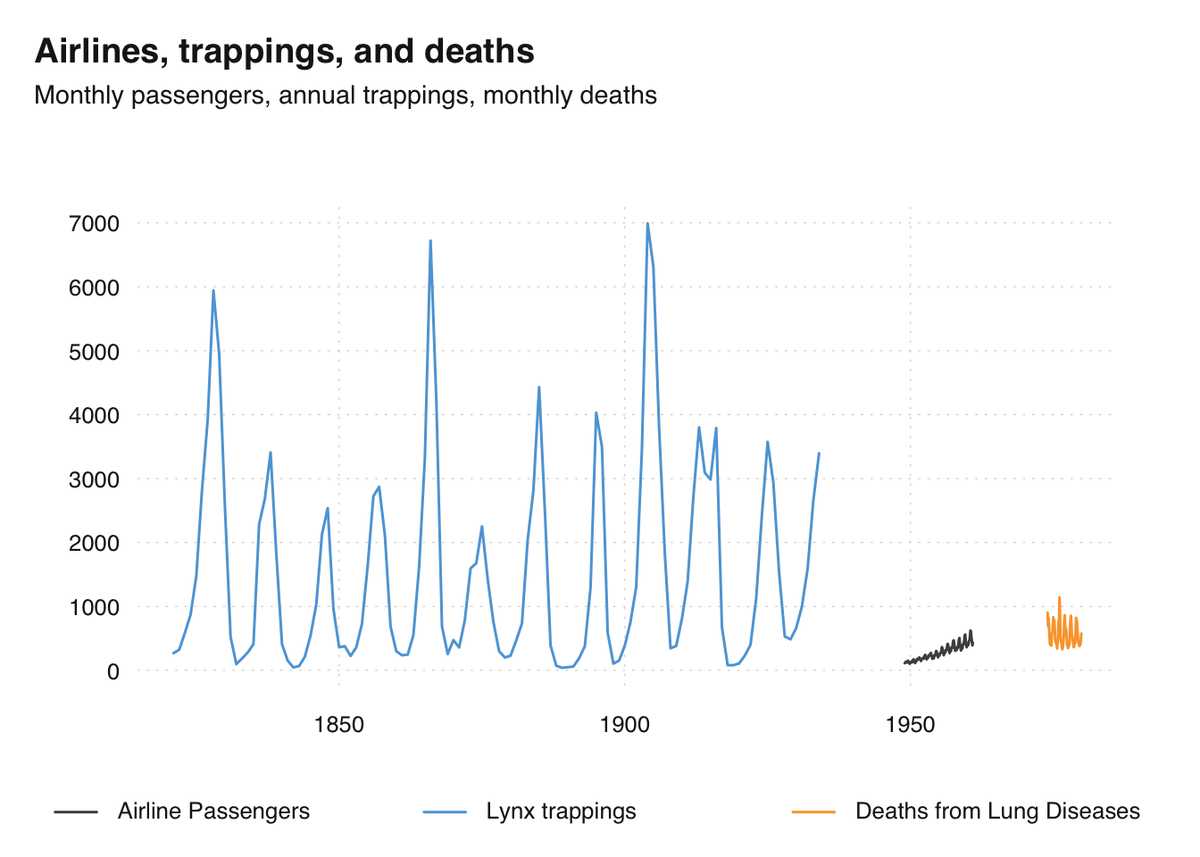 Airlines, trappings, and deaths
Monthly passengers, annual trappings, monthly deaths
7000
6000
5000
4000
3000
2000
1000
0
1850 1900 1950
Airline Passengers Lynx trappings Deaths from Lung Diseases